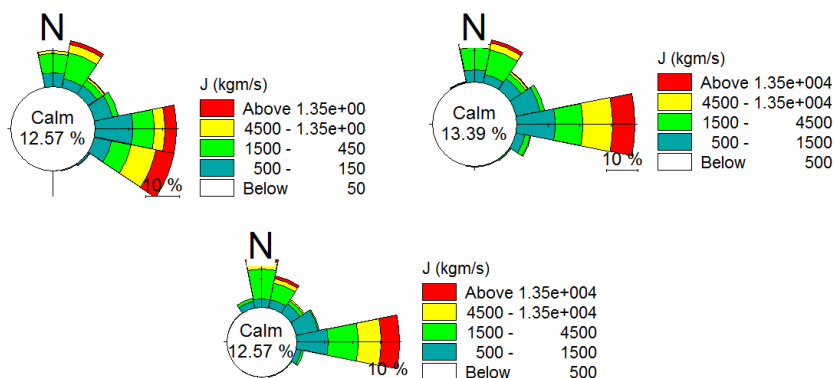 N
Calm
12.57 %
10 %
J (kgm/s)
Above 1.35e+00
4500 - 1.35e+00
1500 - 450
500 - 150
Below 50
N
Calm
13.39 %
10 %
J (kgm/s)
Above 1.35e+004
4500 - 1.35e+004
1500 - 4500
500 - 1500
Below 500
N
Calm
12.57 %
10 %
J (kgm/s)
Above 1.35e+004
4500 - 1.35e+004
1500 - 4500
500 - 1500
Below 500